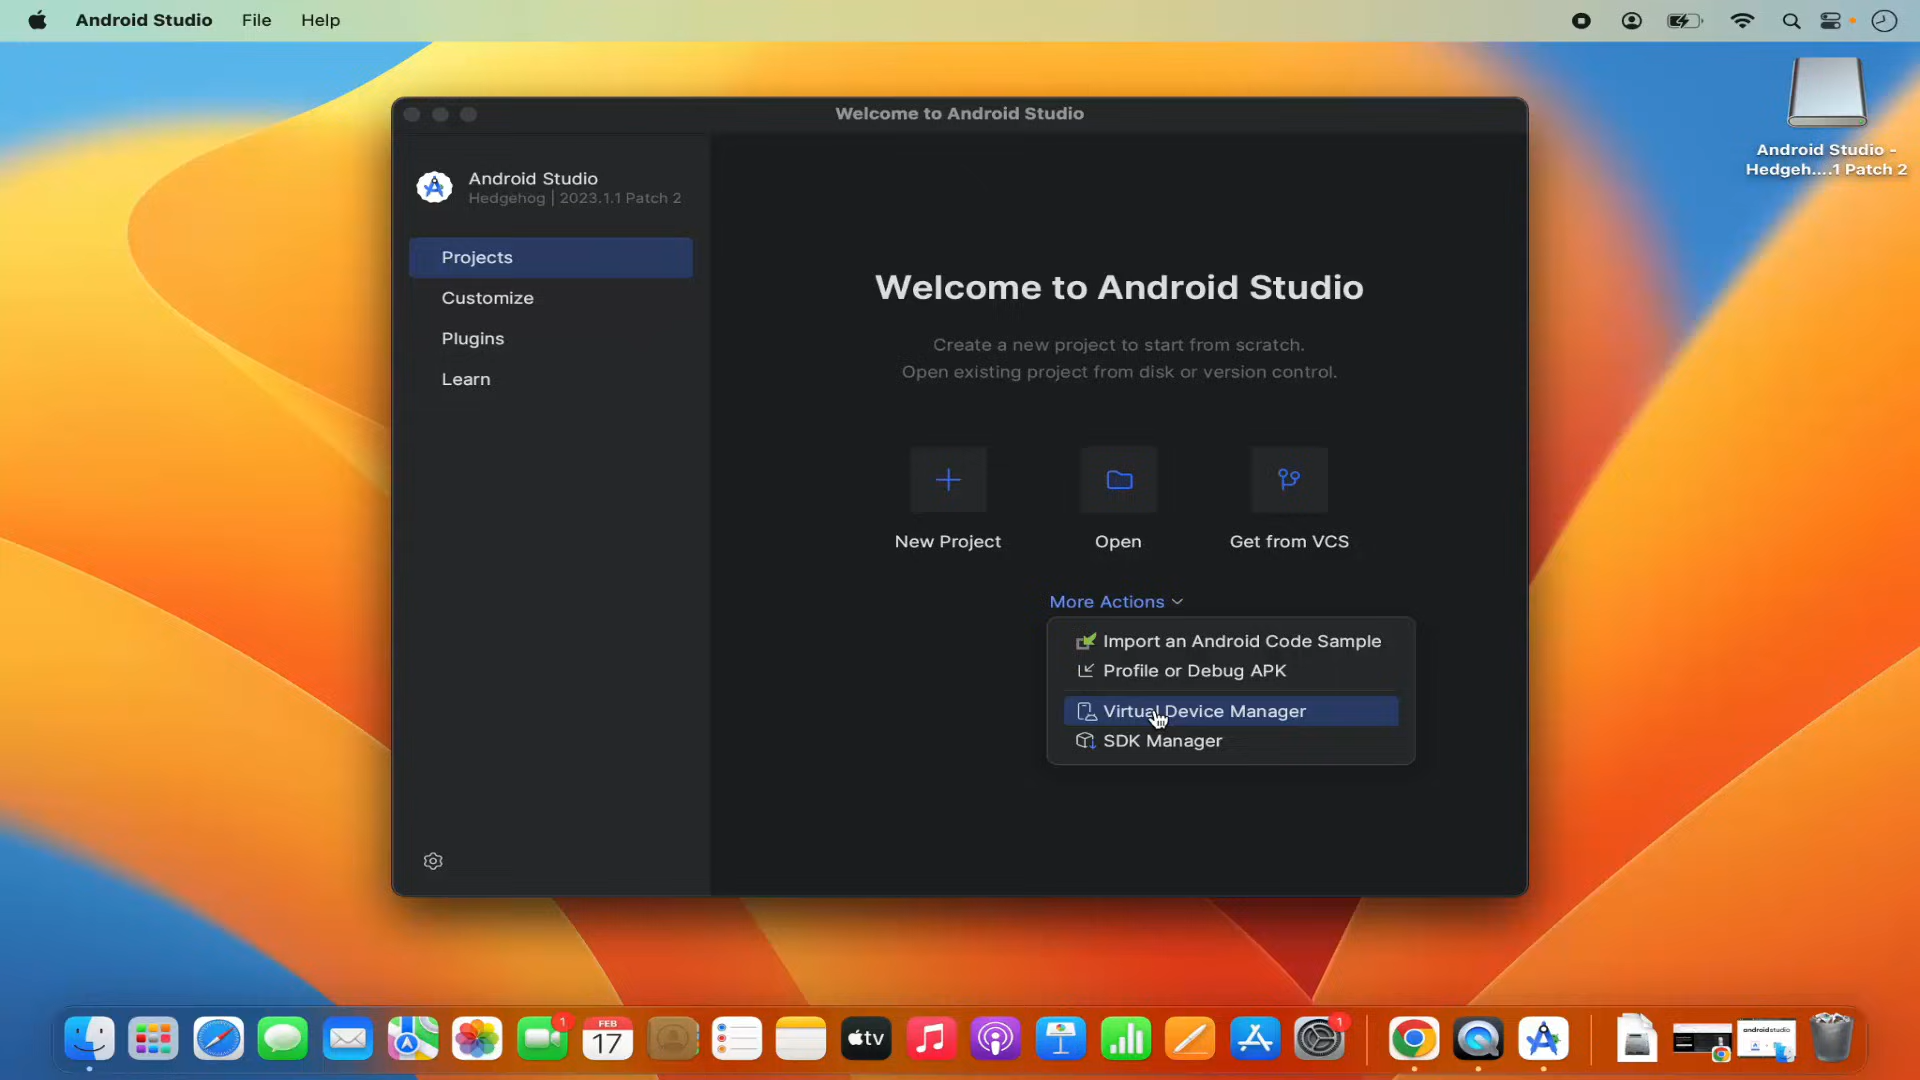 Android Studio File Help
Android Studio -
Hedgeh....1 Patch 2
Welcome to Android Studio
Android Studio
Hedgehog | 2023.1.1 Patch 2
Projects
Customize
Plugins
Learn
Welcome to Android Studio
Create a new project to start from scratch.
Open existing project from disk or version control.
New Project Open Get from VCS
More Actions
Import an Android Code Sample
Profile or Debug APK
Virtual Device Manager
SDK Manager
1
FEB
17
tv
1
androidstudio